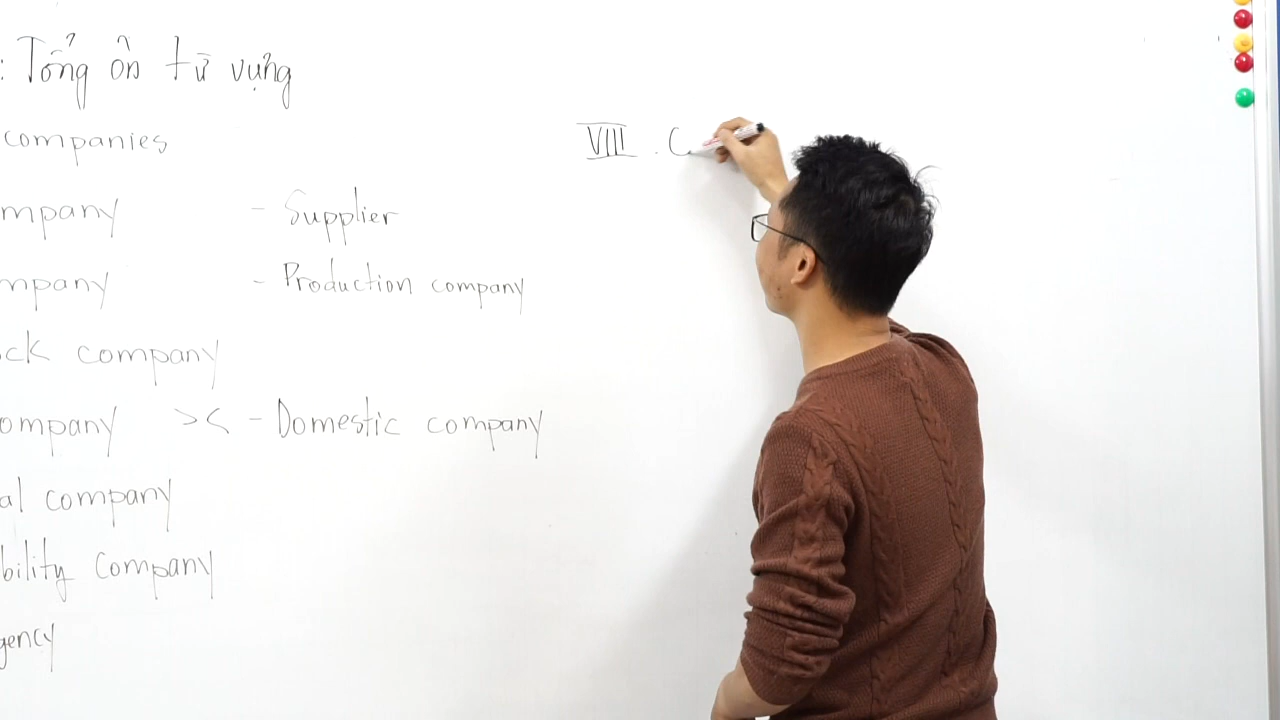 : Tổng ôn từ vựng
companies
mpany - Supplier
mpany - Production company
ck company
ompany >< - Domestic company
al company
bility company
gency
VIII. C